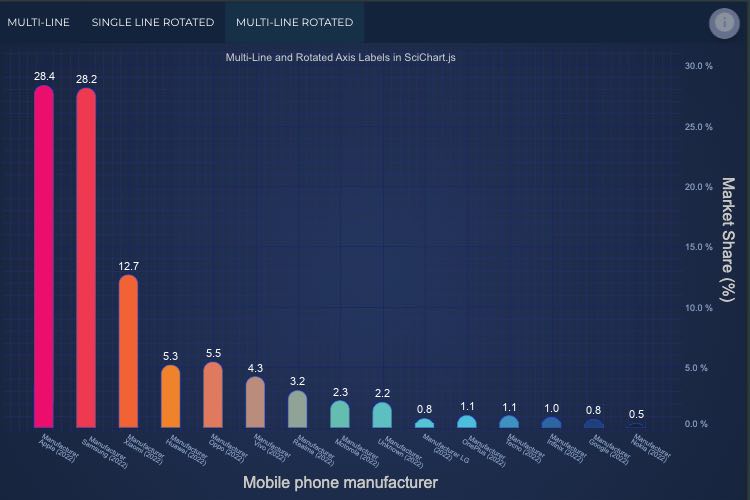 MULTI-LINE SINGLE LINE ROTATED MULTI-LINE ROTATED
i
Multi-Line and Rotated Axis Labels in SciChart.js
28.4
28.2
12.7
5.3
5.5
4.3
3.2
2.3
2.2
0.8
1.1
1.1
1.0
0.8
0.5
30.0 %
25.0 %
20.0 %
15.0 %
10.0 %
5.0 %
0.0 %
Market Share (%)
Manufacturer
Apple (2022)
Manufacturer
Samsung (2022)
Manufacturer
Xiaomi (2022)
Manufacturer
Huawei (2022)
Manufacturer
Oppo (2022)
Manufacturer
Vivo (2022)
Manufacturer
Realme (2022)
Manufacturer
Motorola (2022)
Manufacturer
Unknown (2022)
Manufacturer LG
(2022)
Manufacturer
OnePlus (2022)
Manufacturer
Tecno (2022)
Manufacturer
Infinix (2022)
Manufacturer
Google (2022)
Manufacturer
Nokia (2022)
Mobile phone manufacturer